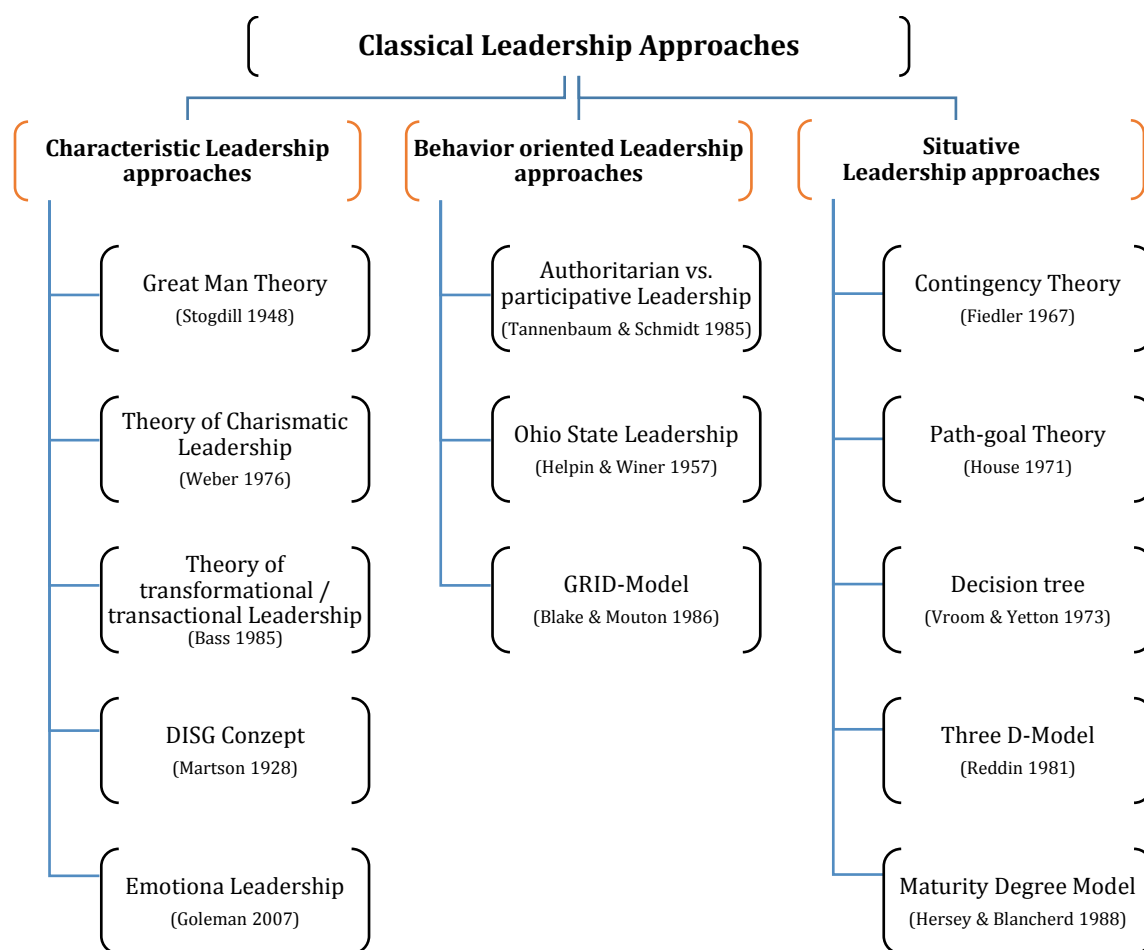 Classical Leadership Approaches
Characteristic Leadership
approaches
Great Man Theory
(Stogdill 1948)
Theory of Charismatic
Leadership
(Weber 1976)
Theory of
transformational /
transactional Leadership
(Bass 1985)
DISG Conzept
(Martson 1928)
Emotiona Leadership
(Goleman 2007)
Behavior oriented Leadership
approaches
Authoritarian vs.
participative Leadership
(Tannenbaum & Schmidt 1985)
Ohio State Leadership
(Helpin & Winer 1957)
GRID-Model
(Blake & Mouton 1986)
Situative
Leadership approaches
Contingency Theory
(Fiedler 1967)
Path-goal Theory
(House 1971)
Decision tree
(Vroom & Yetton 1973)
Three D-Model
(Reddin 1981)
Maturity Degree Model
(Hersey & Blancherd 1988)